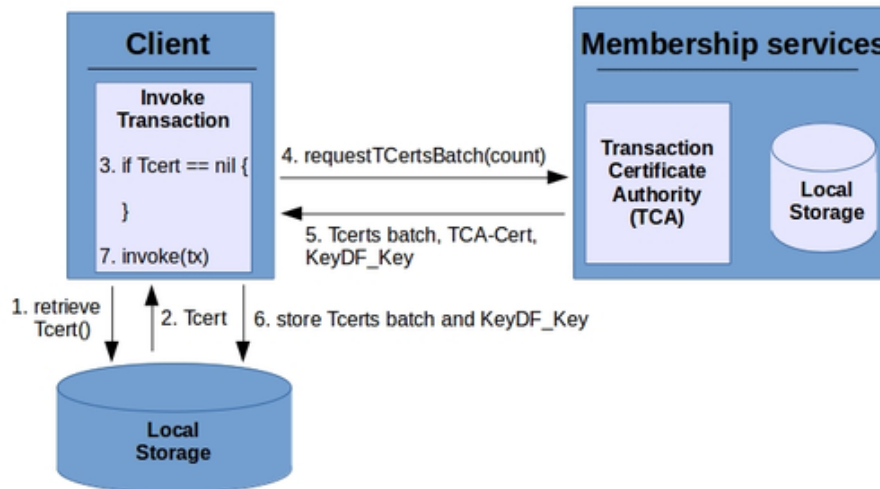 Client
Invoke
Transaction
3. if Tcert == nil {
}
7. invoke(tx)
4. requestTCertsBatch(count)
5. Tcerts batch, TCA-Cert,
KeyDF_Key
Membership services
Transaction
Certificate
Authority
(TCA)
Local
Storage
1. retrieve
Tcert()
2. Tcert
6. store Tcerts batch and KeyDF_Key
Local
Storage